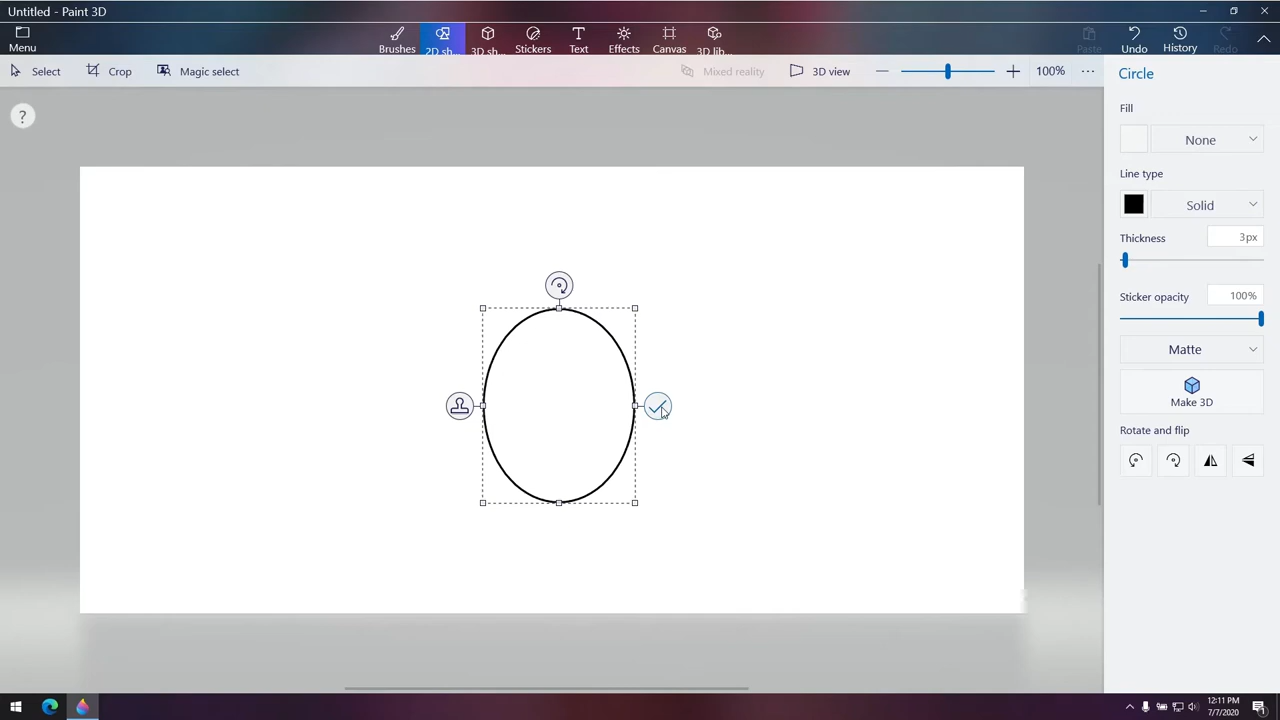 Untitled - Paint 3D
Menu
Brushes
2D sh...
3D sh...
Stickers
Text
Effects
Canvas
3D lib...
Paste
Undo
History
Redo
Select
Crop
Magic select
Mixed reality
3D view
100%
?
Circle
Fill
None
Line type
Solid
Thickness
3px
Sticker opacity
100%
Matte
Make 3D
Rotate and flip
12:11 PM
7/7/2020
1